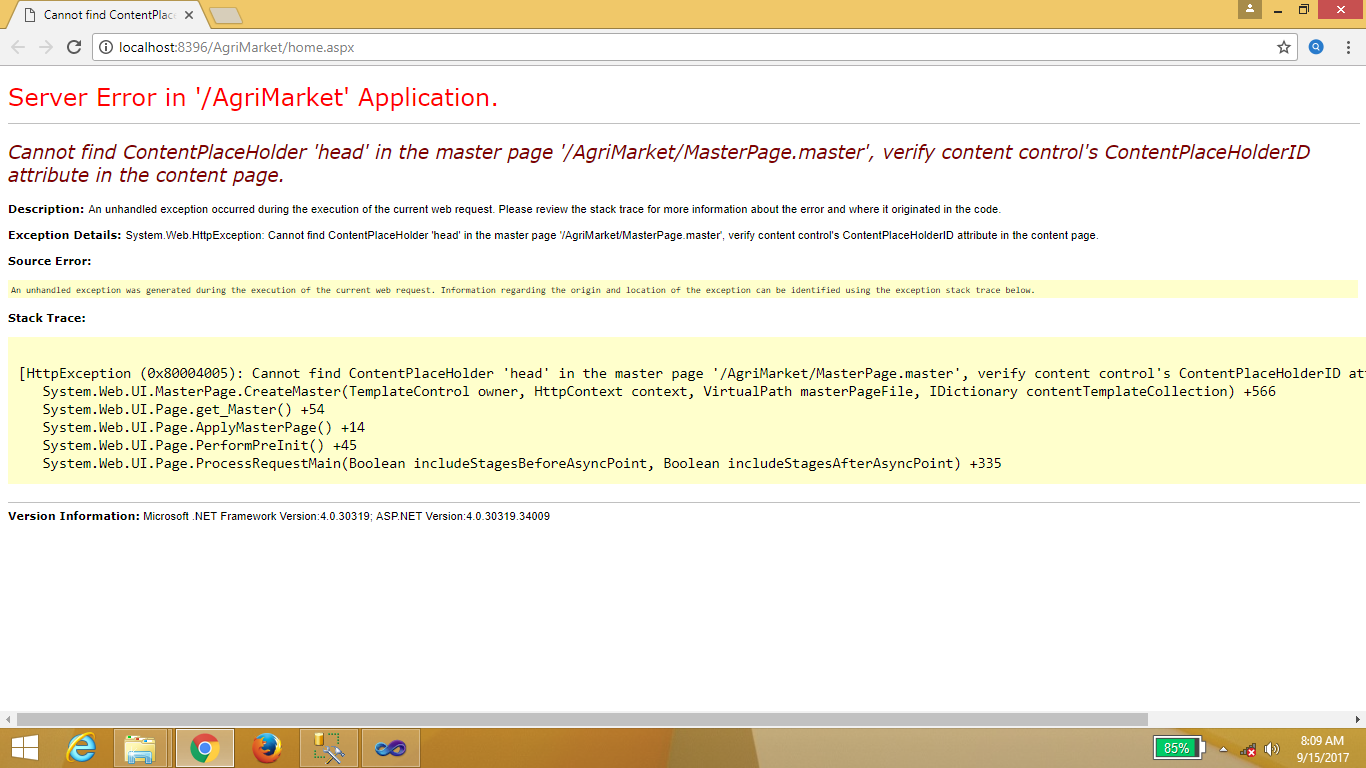 Cannot find ContentPlace
localhost:8396/AgriMarket/home.aspx
Server Error in '/AgriMarket' Application.
Cannot find ContentPlaceHolder 'head' in the master page '/AgriMarket/MasterPage.master', verify content control's ContentPlaceHolderID
attribute in the content page.
Description: An unhandled exception occurred during the execution of the current web request. Please review the stack trace for more information about the error and where it originated in the code.
Exception Details: System.Web.HttpException: Cannot find ContentPlaceHolder 'head' in the master page '/AgriMarket/MasterPage.master', verify content control's ContentPlaceHolderID attribute in the content page.
Source Error:
An unhandled exception was generated during the execution of the current web request. Information regarding the origin and location of the exception can be identified using the exception stack trace below.
Stack Trace:
[HttpException (0x80004005): Cannot find ContentPlaceHolder 'head' in the master page '/AgriMarket/MasterPage.master', verify content control's ContentPlaceHolderID at
System.Web.UI.MasterPage.CreateMaster(TemplateControl owner, HttpContext context, VirtualPath masterPageFile, IDictionary contentTemplateCollection) +566
System.Web.UI.Page.get_Master() +54
System.Web.UI.Page.ApplyMasterPage() +14
System.Web.UI.Page.PerformPreInit() +45
System.Web.UI.Page.ProcessRequestMain(Boolean includeStagesBeforeAsyncPoint, Boolean includeStagesAfterAsyncPoint) +335
Version Information: Microsoft .NET Framework Version:4.0.30319; ASP.NET Version:4.0.30319.34009
85%
8:09 AM
9/15/2017